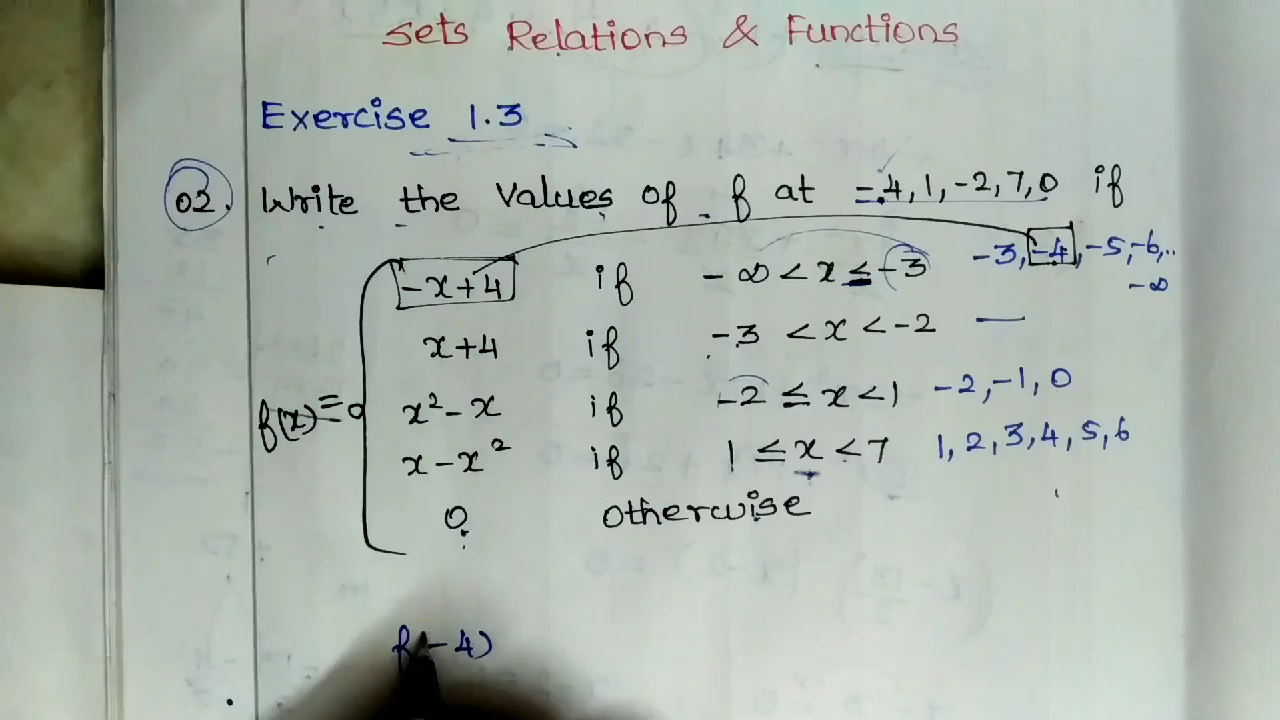 Sets Relations & Functions
Exercise 1.3
02. Write the Values of f at -4, 1, -2, 7, 0 if
-x+4 if -∞ < x ≤ -3 -3, -4, -5, -6, .. -∞
x+4 if -3 < x < -2 —
f(x) = x² - x if -2 ≤ x < 1 -2, -1, 0
x - x² if 1 ≤ x < 7 1, 2, 3, 4, 5, 6
0 otherwise
f(-4)